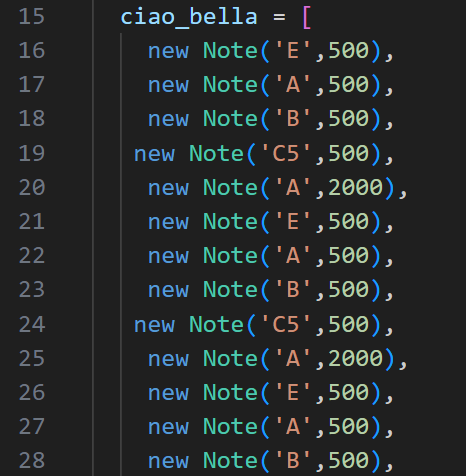 15 ciao_bella = [
16 new Note('E',500),
17 new Note('A',500),
18 new Note('B',500),
19 new Note('C5',500),
20 new Note('A',2000),
21 new Note('E',500),
22 new Note('A',500),
23 new Note('B',500),
24 new Note('C5',500),
25 new Note('A',2000),
26 new Note('E',500),
27 new Note('A',500),
28 new Note('B',500),